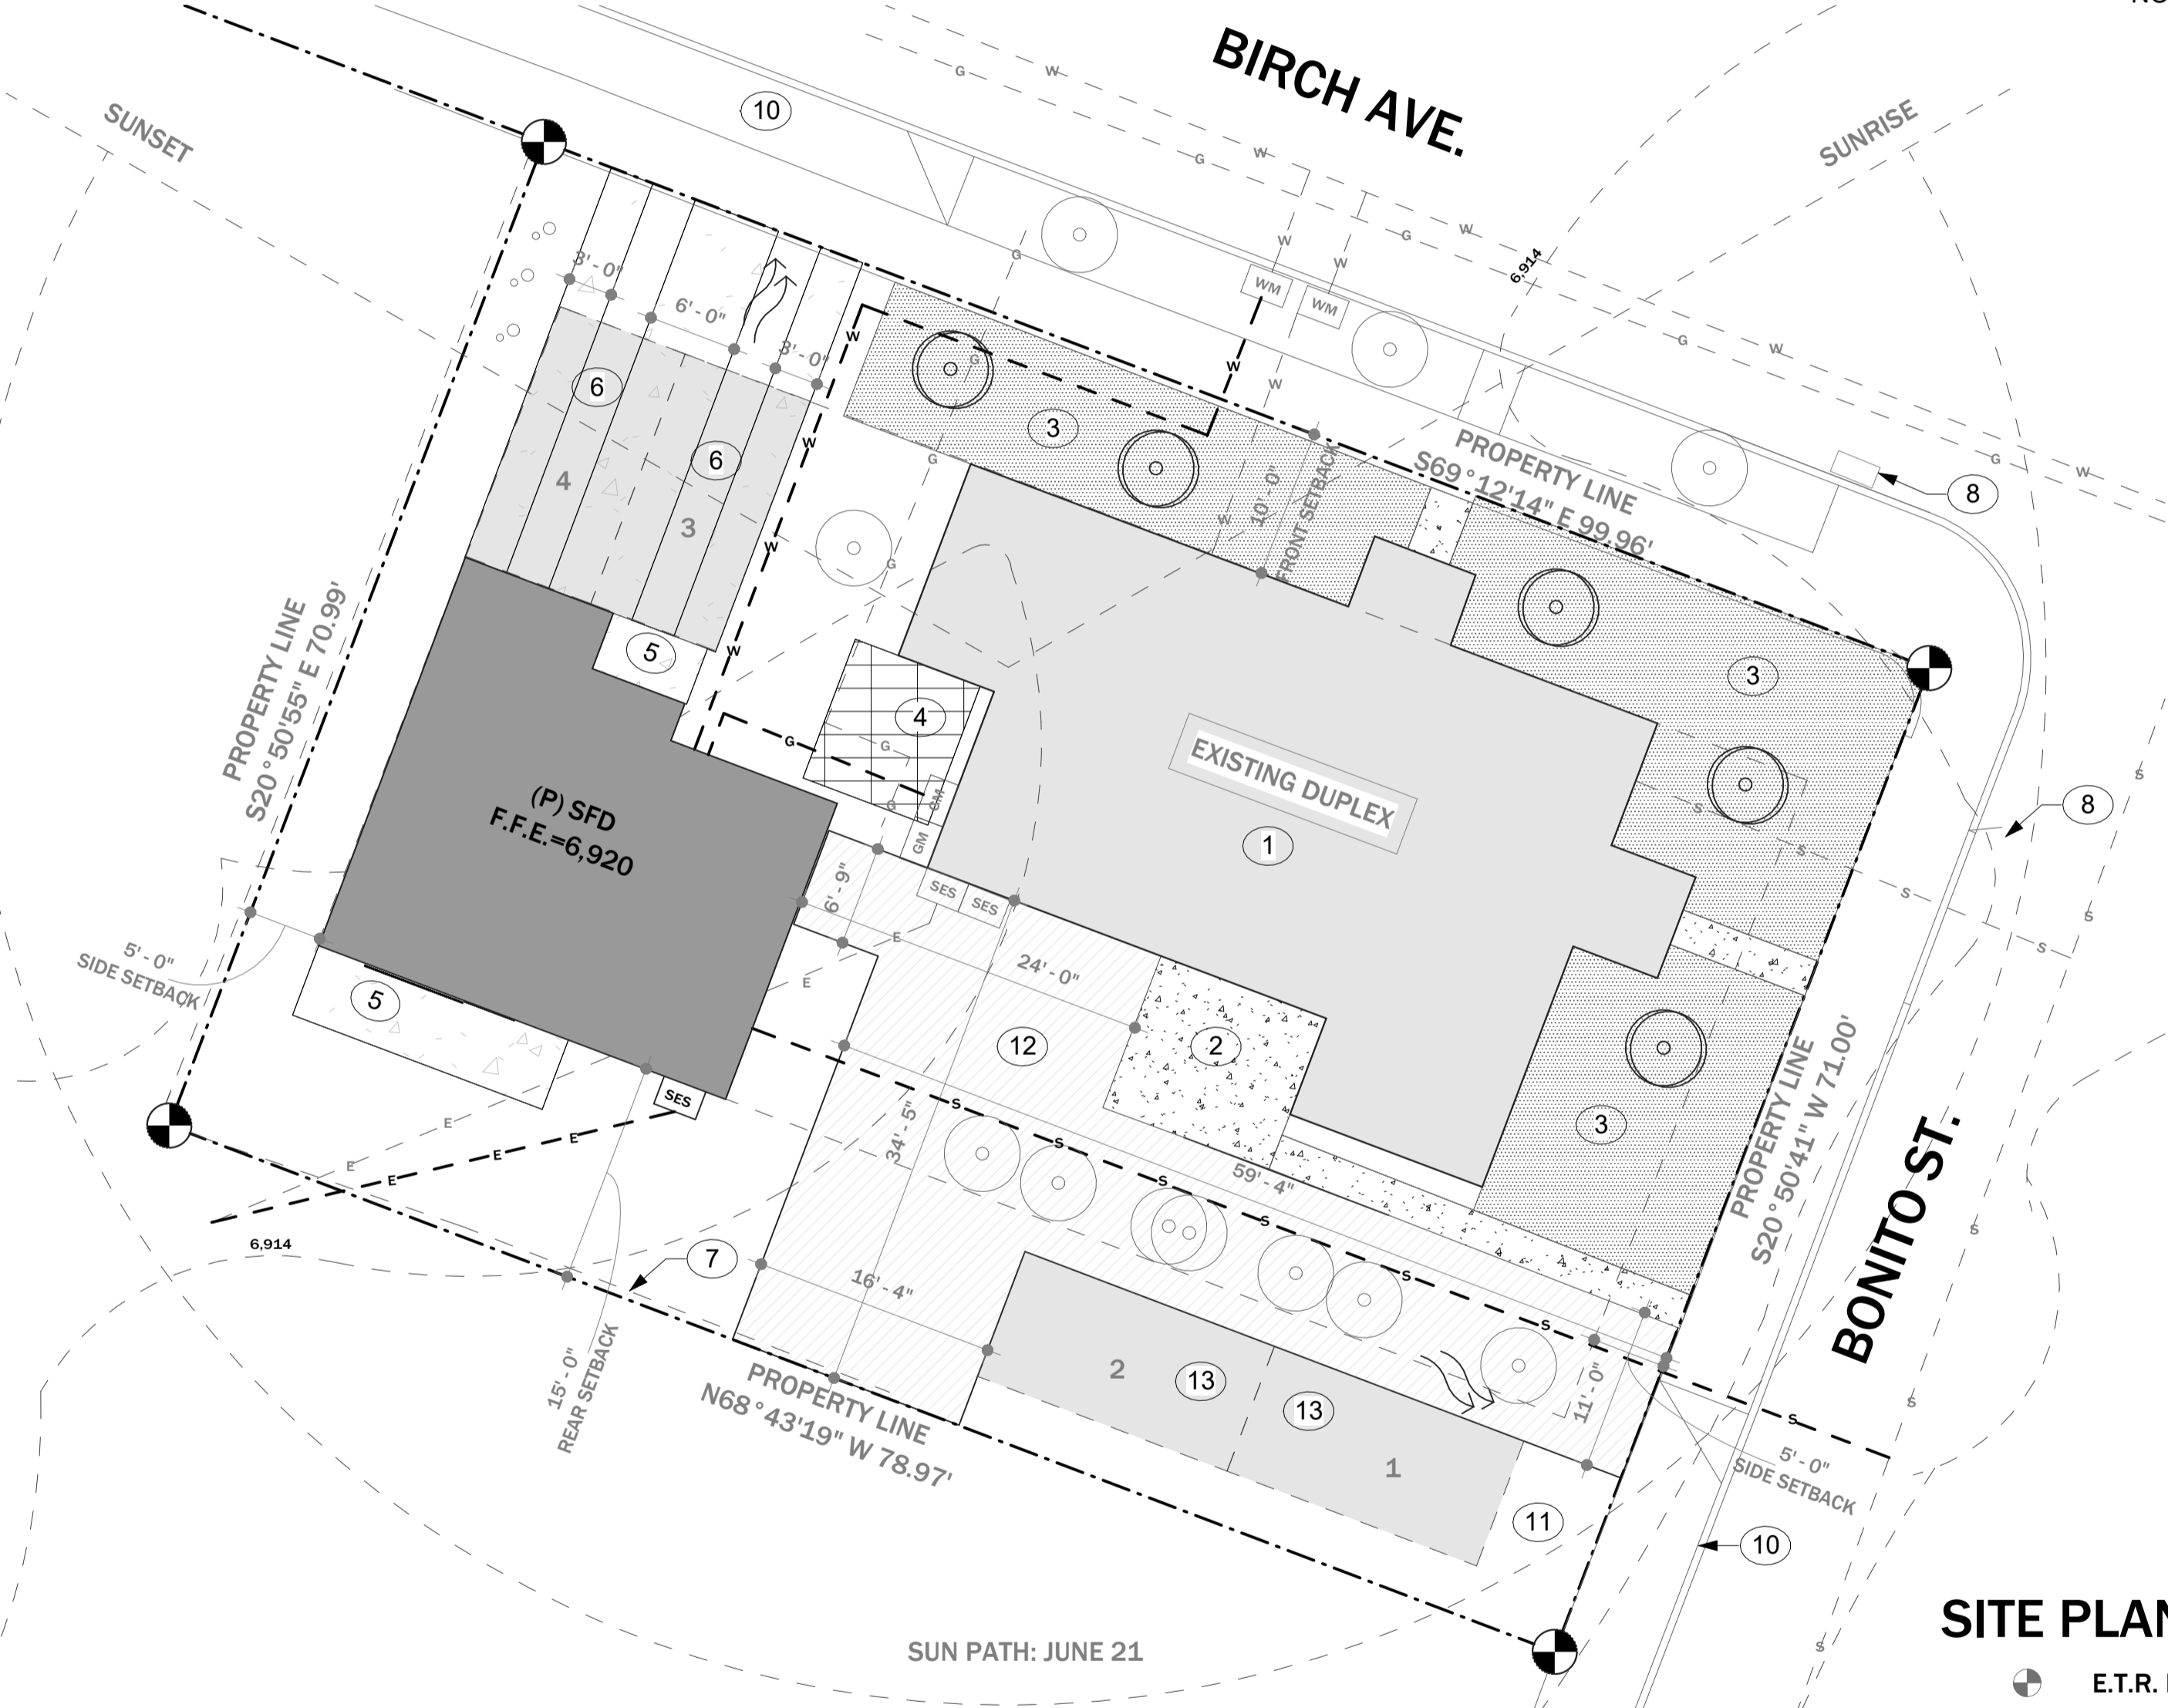 BIRCH AVE.
SUNSET
SUNRISE
10
G
W
G
W
G
W
G
W
G
W
G
W
6,914
WM
WM
W
W
W
W
8
3'-0"
6'-0"
3'-0"
W
W
W
W
W
6
6
4
3
5
G
G
G
G
3
10'-0"
FRONT SETBACK
W
PROPERTY LINE
S69°12'14" E 99.96'
3
PROPERTY LINE
S20°50'55" E 70.99'
4
G
G
G
GM
GM
EXISTING DUPLEX
1
S
S
S
S
S
S
S
8
(P) SFD
F.F.E.=6,920
6'-9"
SES
SES
E
E
5'-0"
SIDE SETBACK
5
24'-0"
12
2
3
SES
E
E
E
E
E
6,914
34'-5"
59'-4"
S
S
S
S
S
S
S
PROPERTY LINE
S20°50'41" W 71.00'
BONITO ST.
S
S
S
7
15'-0"
REAR SETBACK
16'-4"
2
13
13
1
11'-0"
11
5'-0"
SIDE SETBACK
10
PROPERTY LINE
N68°43'19" W 78.97'
SUN PATH: JUNE 21
SITE PLAN
E.T.R.